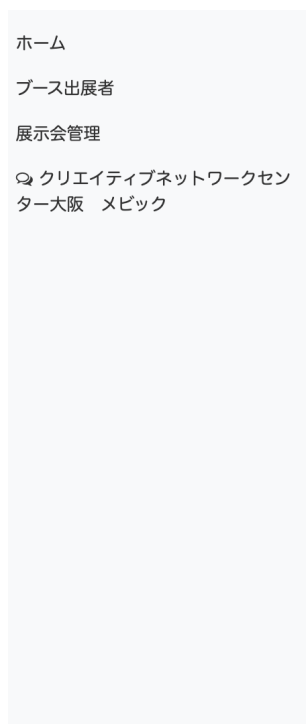 ホーム
ブース出展者
展示会管理
クリエイティブネットワークセン
ター大阪　メビック